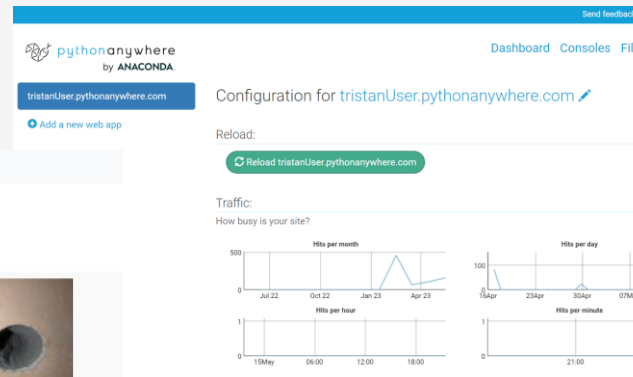 Send feedback
pythonanywhere
by ANACONDA.
Dashboard Consoles
tristanUser.pythonanywhere.com
Add a new web app
Configuration for tristanUser.pythonanywhere.com
Reload:
Reload tristanUser.pythonanywhere.com
Traffic:
How busy is your site?
Hits per month
500
0
Jul 22 Oct 22 Jan 23 Apr 23
Hits per day
100
0
16Apr 23Apr 30Apr
Hits per hour
1
0
15May 06:00 12:00 18:00
Hits per minute
1
0
21:00